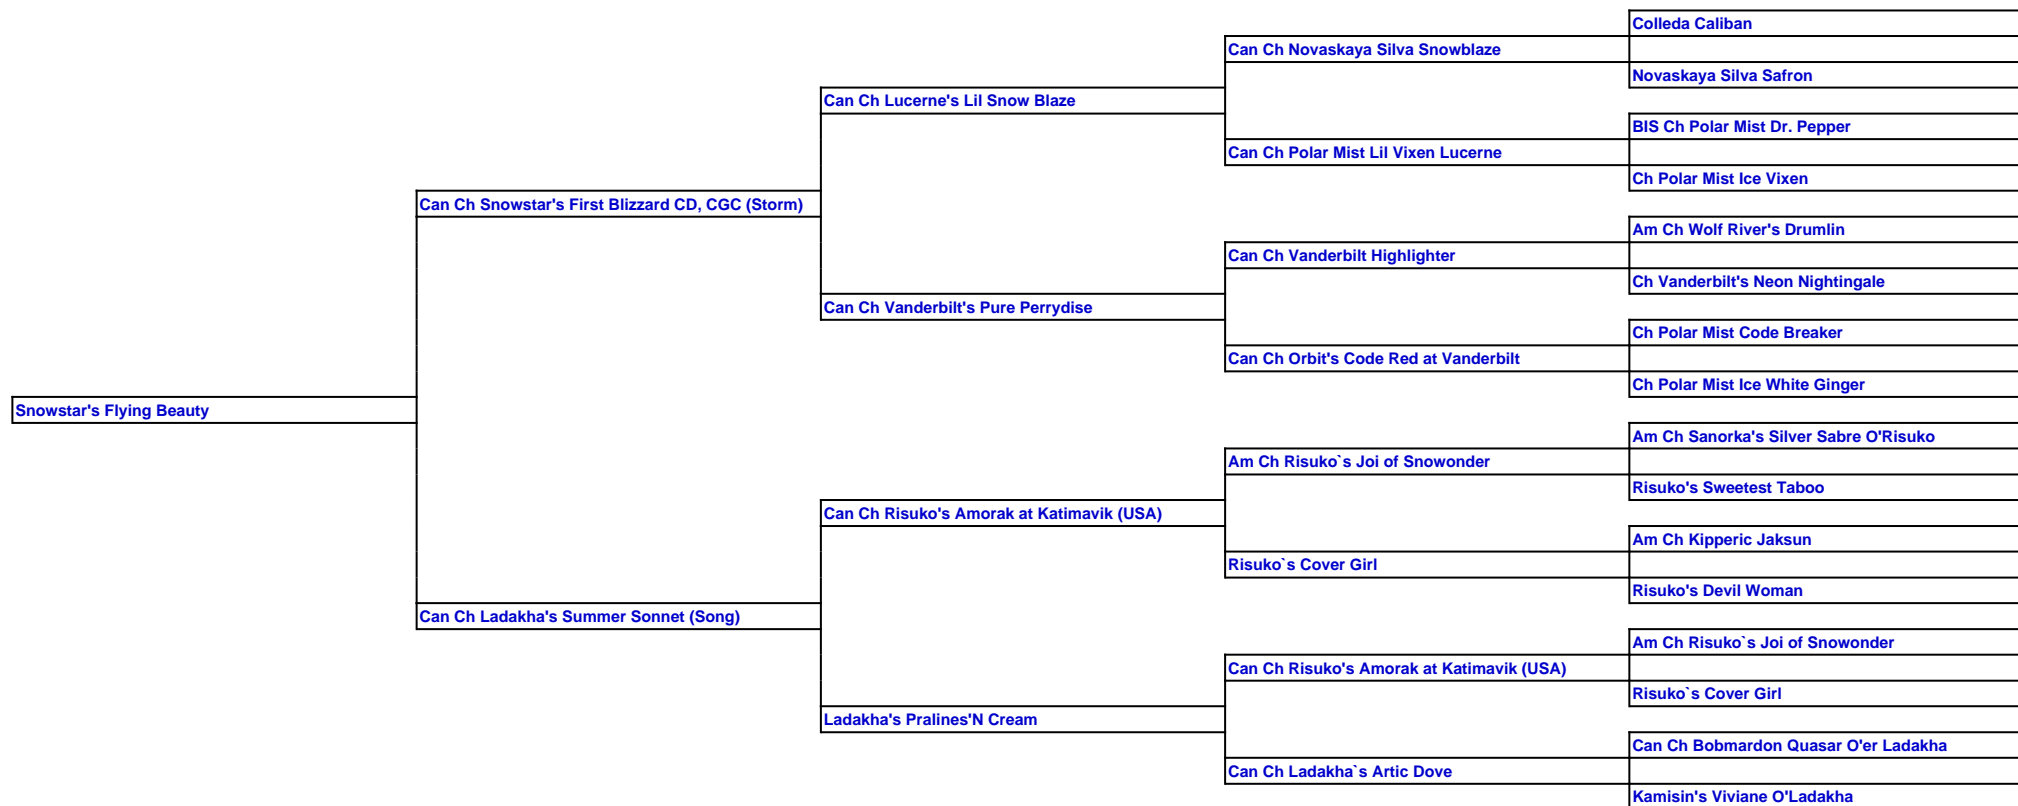 Colleda Caliban
Can Ch Novaskaya Silva Snowblaze
Novaskaya Silva Safron
Can Ch Lucerne's Lil Snow Blaze
BIS Ch Polar Mist Dr. Pepper
Can Ch Polar Mist Lil Vixen Lucerne
Ch Polar Mist Ice Vixen
Can Ch Snowstar's First Blizzard CD, CGC (Storm)
Am Ch Wolf River's Drumlin
Can Ch Vanderbilt Highlighter
Ch Vanderbilt's Neon Nightingale
Can Ch Vanderbilt's Pure Perrydise
Ch Polar Mist Code Breaker
Can Ch Orbit's Code Red at Vanderbilt
Ch Polar Mist Ice White Ginger
Snowstar's Flying Beauty
Am Ch Sanorka's Silver Sabre O'Risuko
Am Ch Risuko`s Joi of Snowonder
Risuko's Sweetest Taboo
Can Ch Risuko's Amorak at Katimavik (USA)
Am Ch Kipperic Jaksun
Risuko`s Cover Girl
Risuko's Devil Woman
Can Ch Ladakha's Summer Sonnet (Song)
Am Ch Risuko`s Joi of Snowonder
Can Ch Risuko's Amorak at Katimavik (USA)
Risuko`s Cover Girl
Ladakha's Pralines'N Cream
Can Ch Bobmardon Quasar O'er Ladakha
Can Ch Ladakha`s Artic Dove
Kamisin's Viviane O'Ladakha